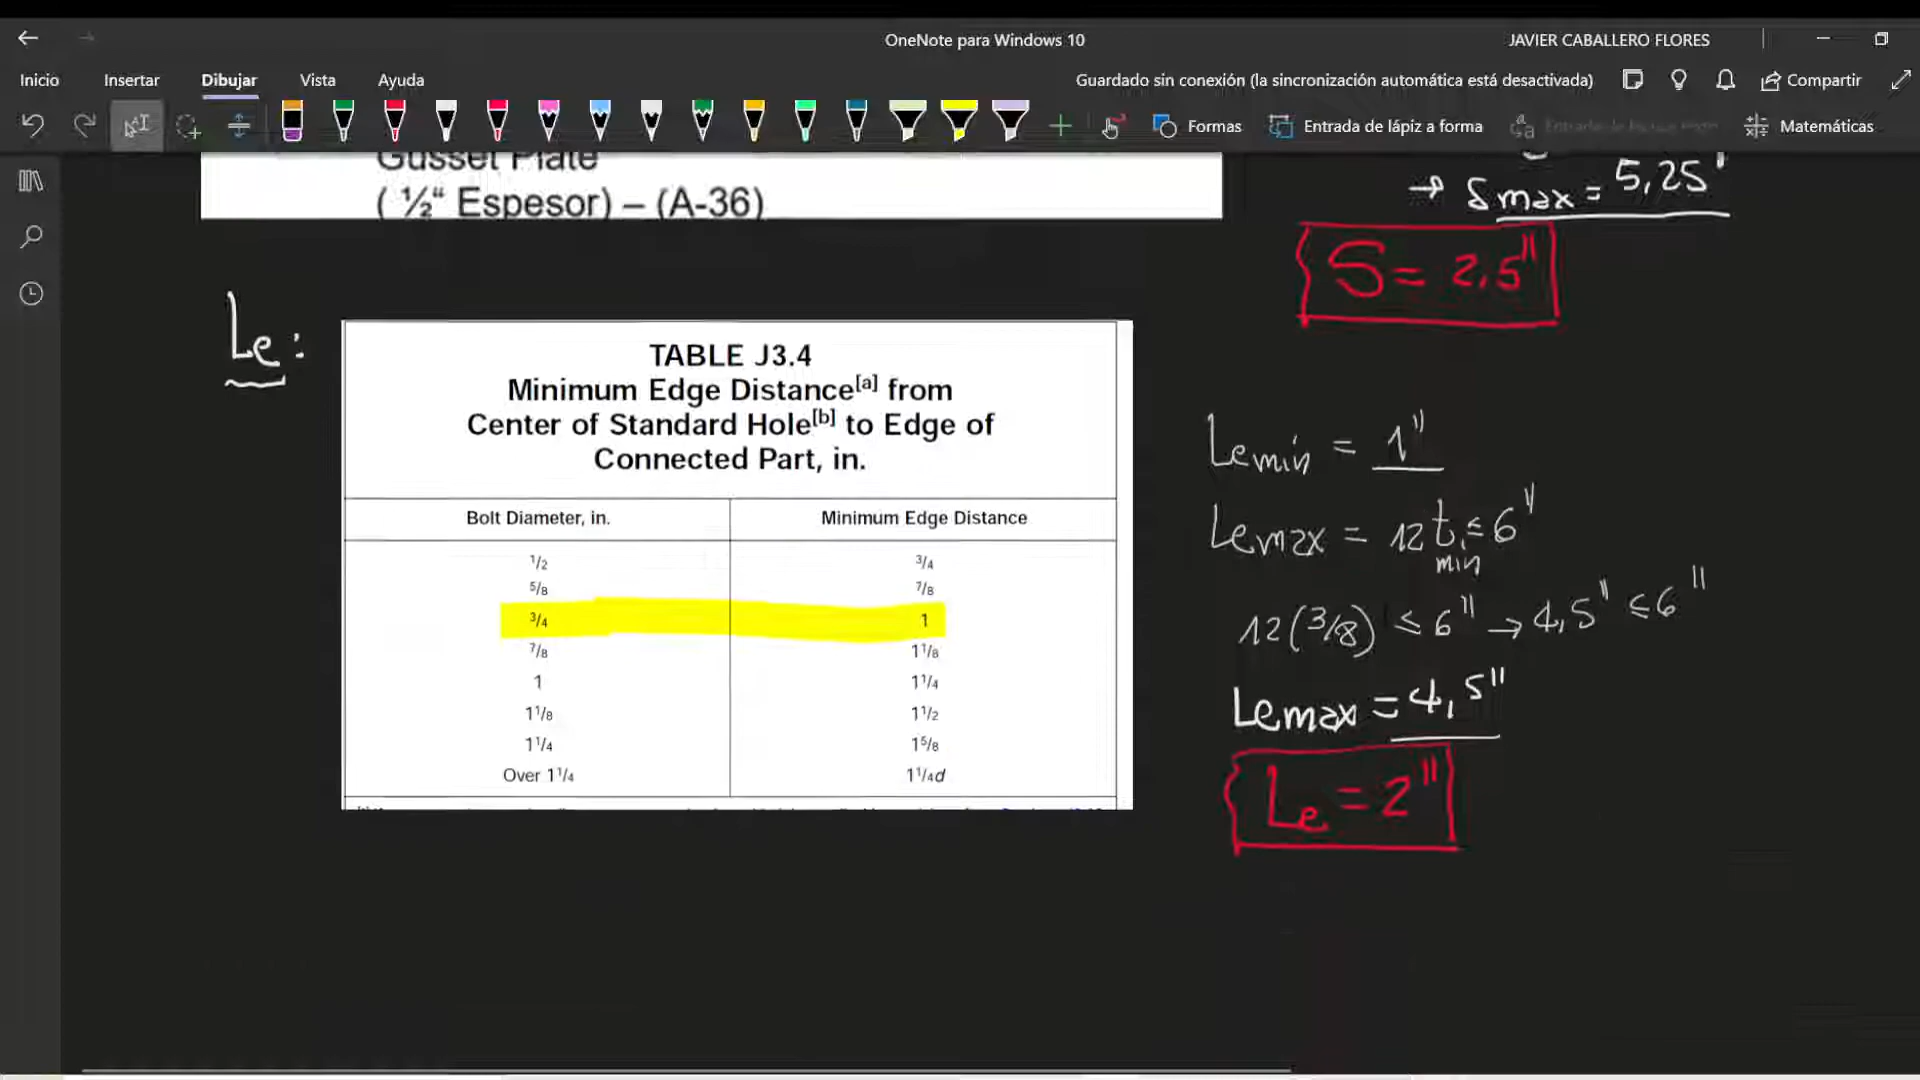 OneNote para Windows 10
JAVIER CABALLERO FLORES
Inicio
Insertar
Dibujar
Vista
Ayuda
Guardado sin conexión (la sincronización automática está desactivada)
Compartir
Formas
Entrada de lápiz a forma
Matemáticas
Gusset Plate
( ½“ Espesor) – (A-36)
→ Smax = 5,25"
S = 2,5"
Le:
TABLE J3.4
Minimum Edge Distance[a] from
Center of Standard Hole[b] to Edge of
Connected Part, in.
Bolt Diameter, in. Minimum Edge Distance
1/2 3/4
5/8 7/8
3/4 1
7/8 1 1/8
1 1 1/4
1 1/8 1 1/2
1 1/4 1 5/8
Over 1 1/4 1 1/4 d
Lemin = 1"
Lemax = 12 tmin ≤ 6"
12(3/8) ≤ 6" → 4,5" ≤ 6"
Lemax = 4,5"
Le = 2"